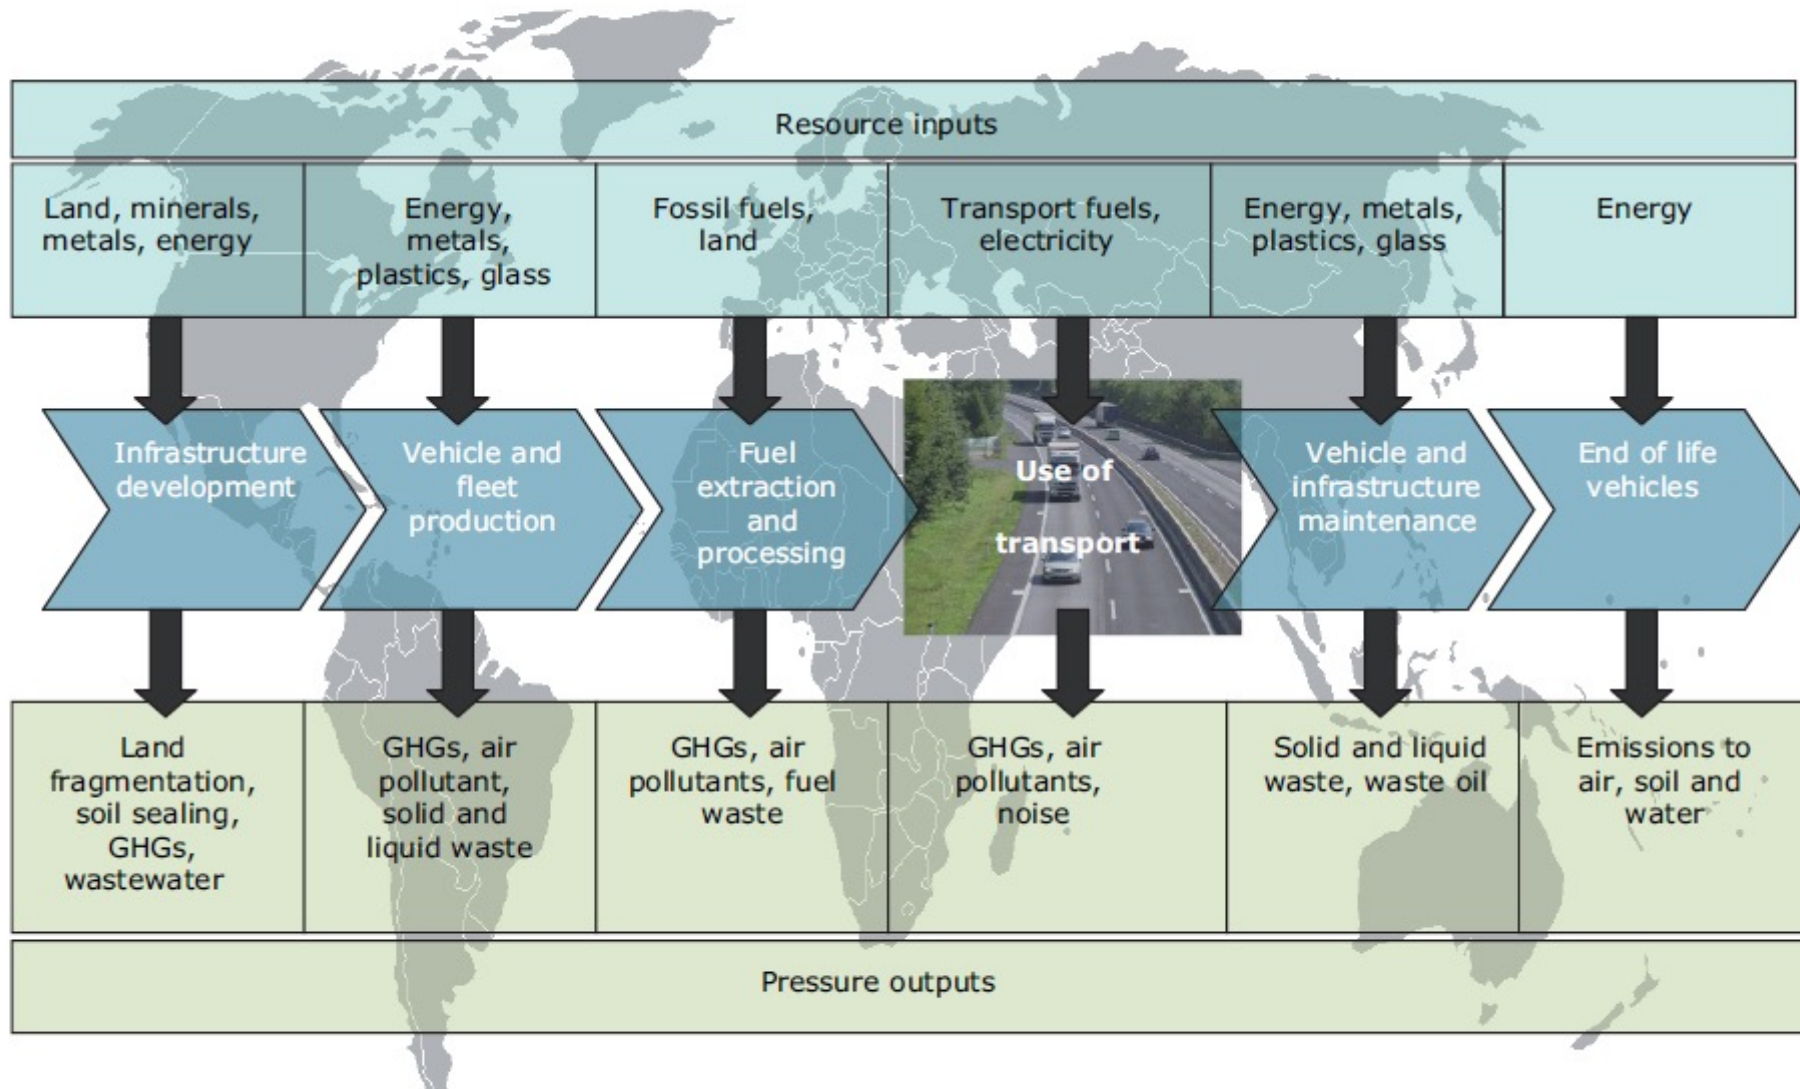 Resource inputs
Land, minerals,
metals, energy
Energy,
metals,
plastics, glass
Fossil fuels,
land
Transport fuels,
electricity
Energy, metals,
plastics, glass
Energy
Infrastructure
development
Vehicle and
fleet
production
Fuel
extraction
and
processing
Use of
transport
Vehicle and
infrastructure
maintenance
End of life
vehicles
Land
fragmentation,
soil sealing,
GHGs,
wastewater
GHGs, air
pollutant,
solid and
liquid waste
GHGs, air
pollutants, fuel
waste
GHGs, air
pollutants,
noise
Solid and liquid
waste, waste oil
Emissions to
air, soil and
water
Pressure outputs